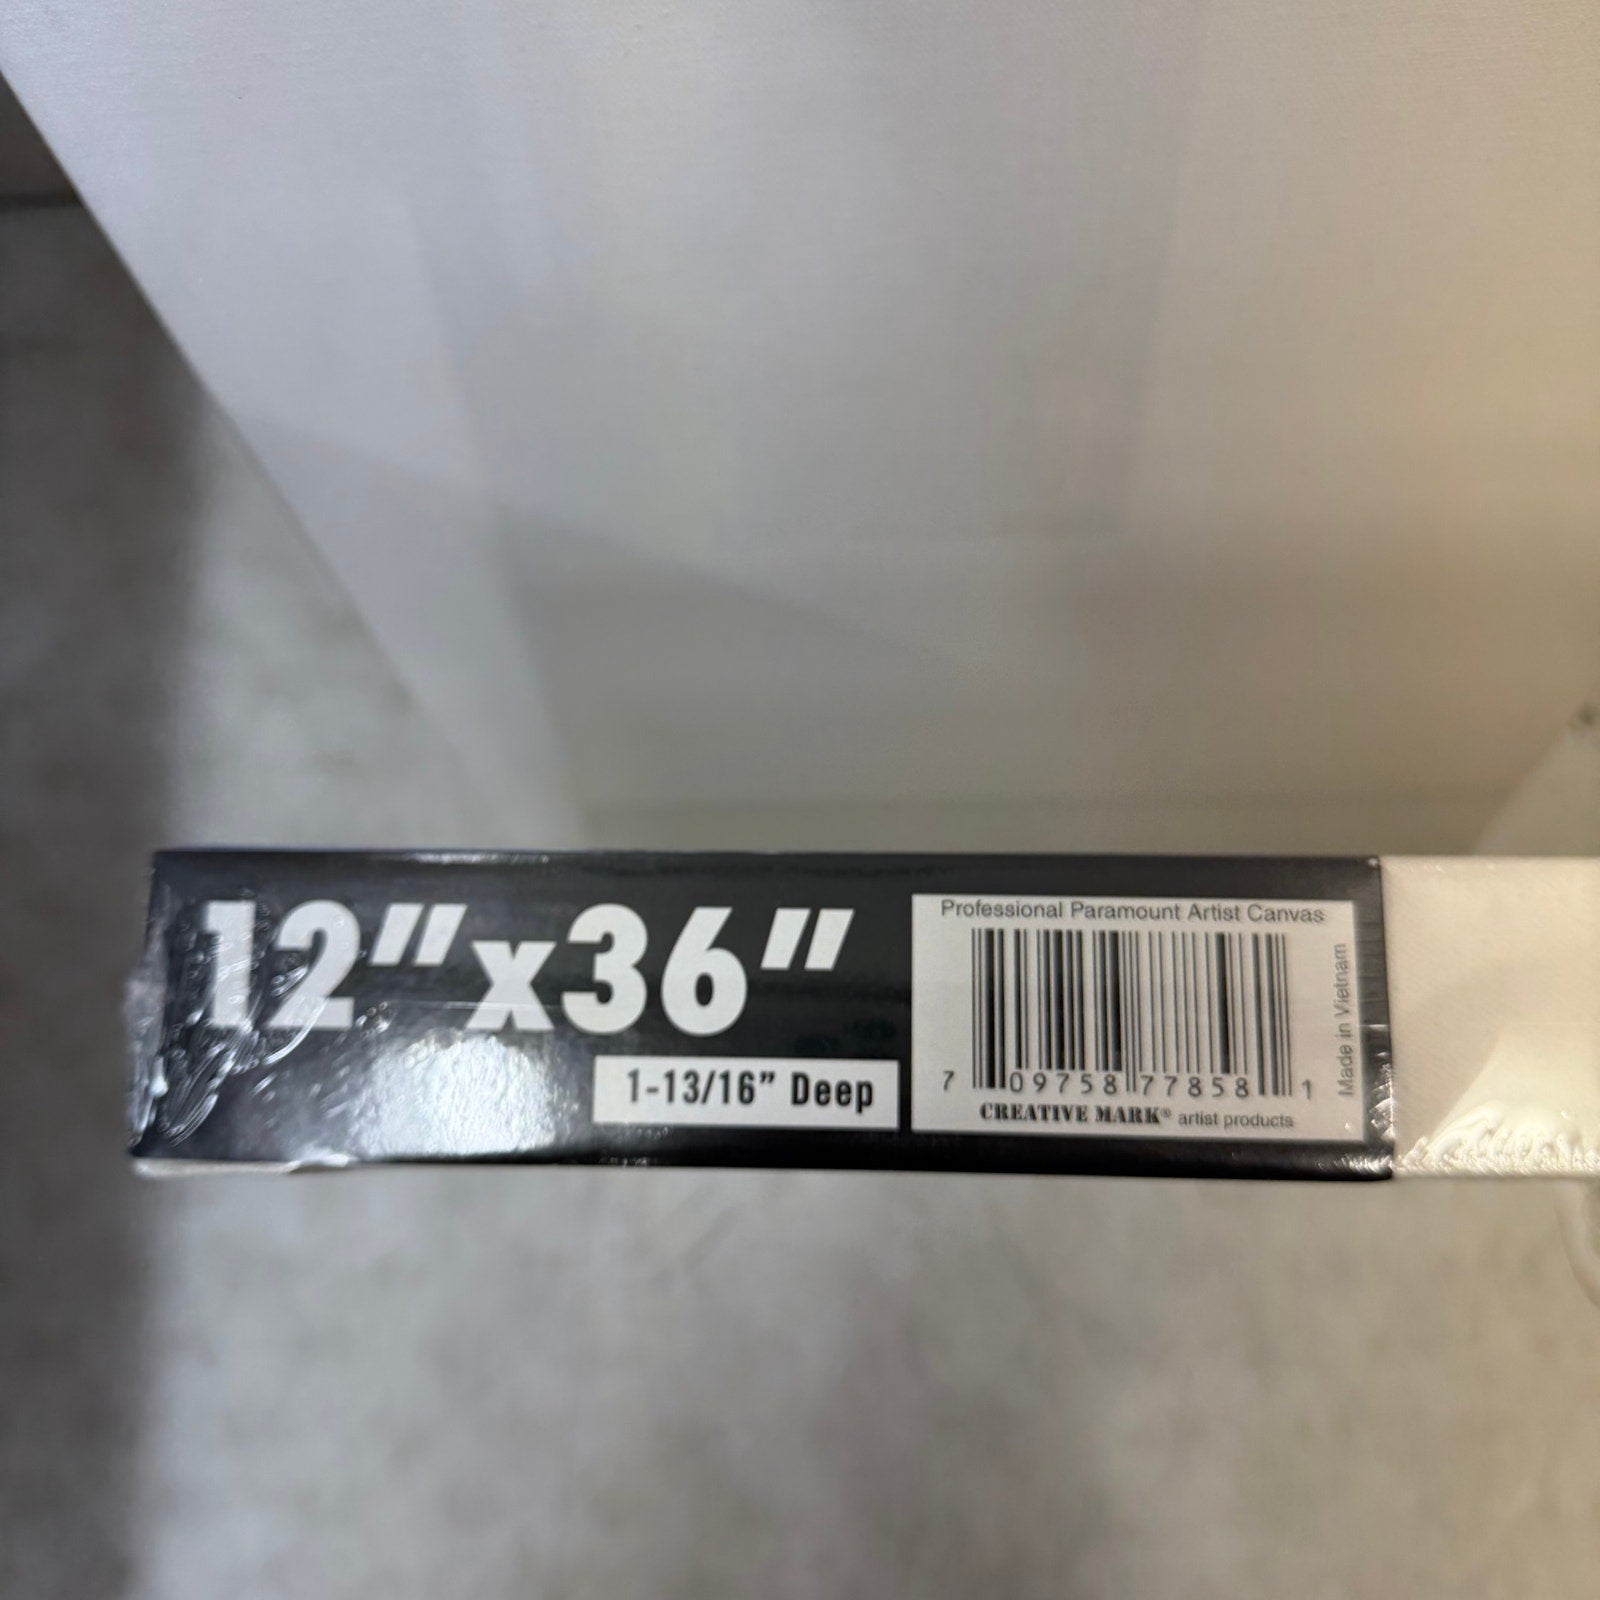 12"x36"
1-13/16" Deep
Professional Paramount Artist Canvas
7 09758 77858 1
CREATIVE MARK® artist products
Made in Vietnam